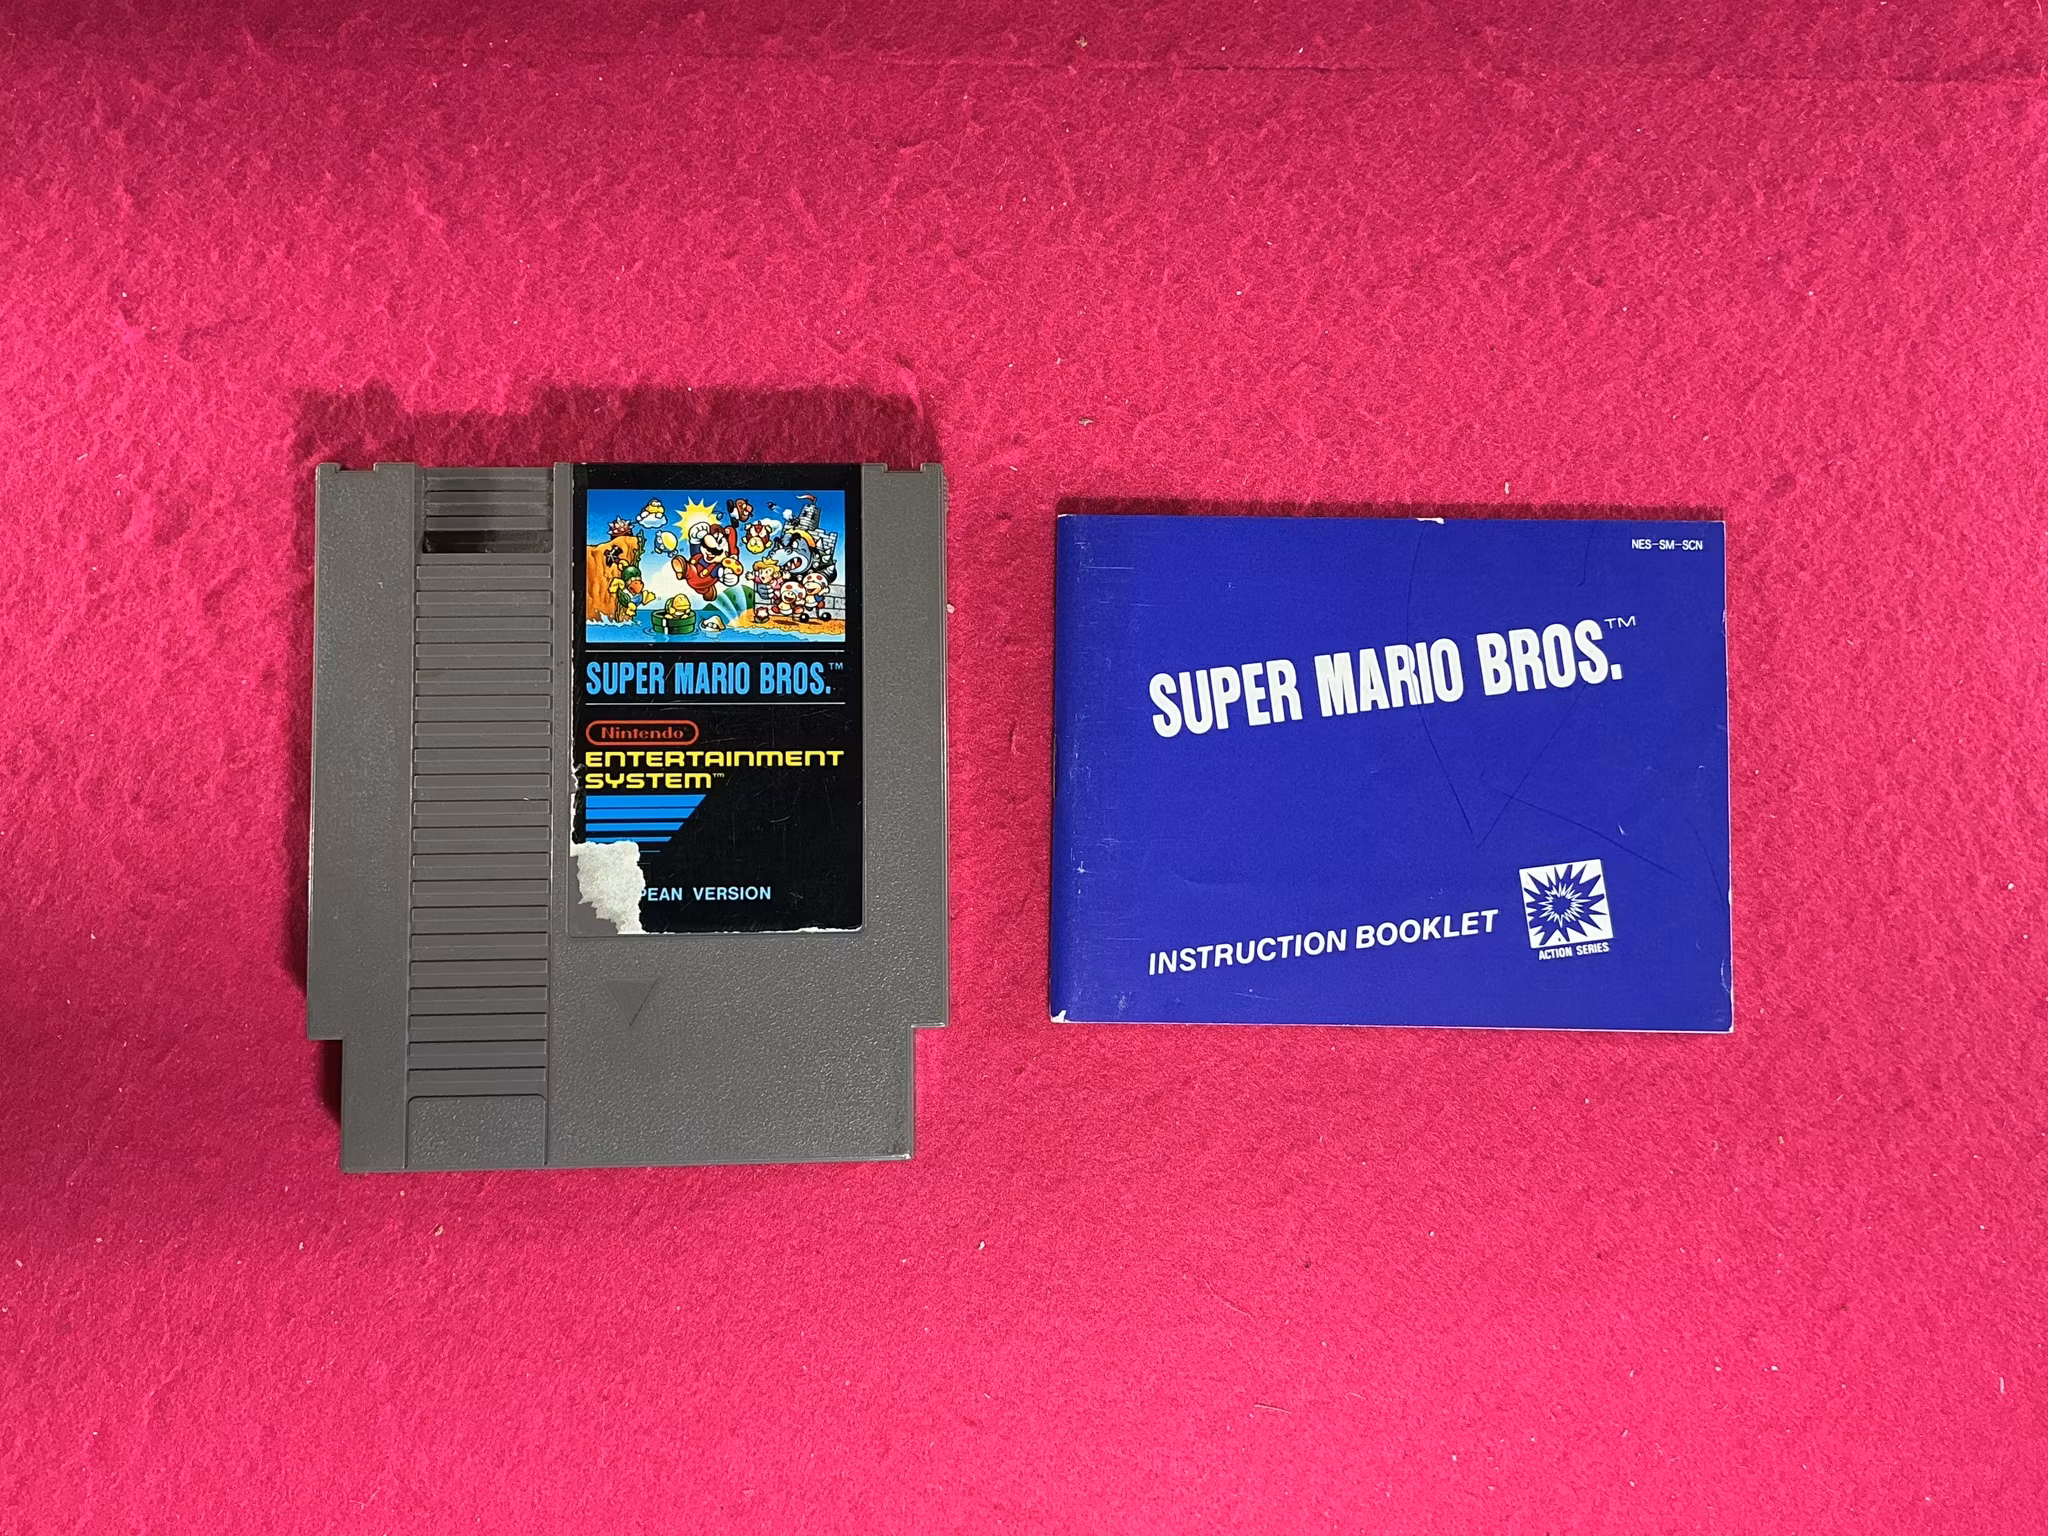 SUPER MARIO BROS.™
Nintendo®
ENTERTAINMENT
SYSTEM™
PEAN VERSION
NES-SM-SCN
SUPER MARIO BROS.™
INSTRUCTION BOOKLET
ACTION SERIES